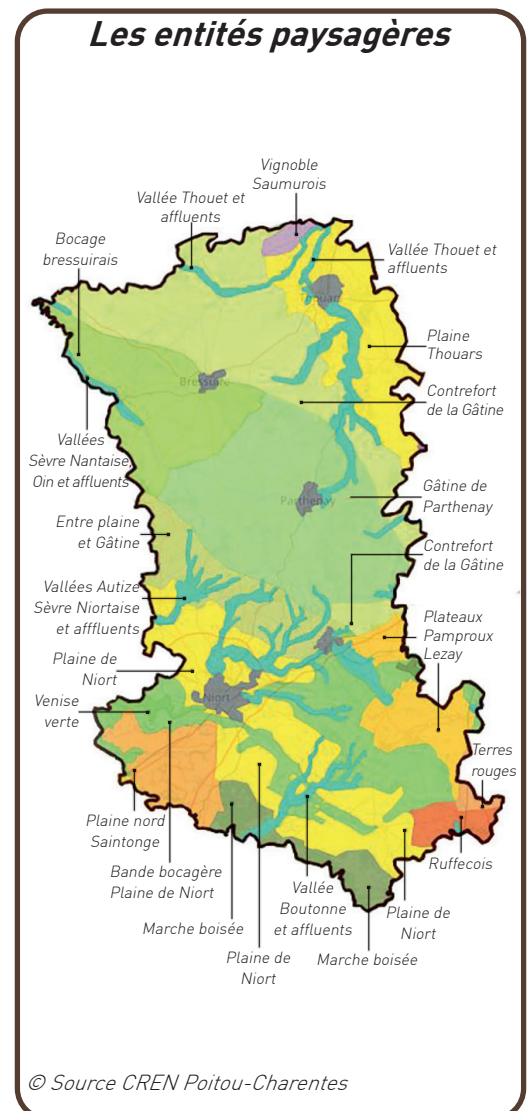 Les entités paysagères
Vignoble
Saumurois
Vallée Thouet et
affluents
Bocage
bressuirais
Vallée Thouet et
affluents
Thouars
Plaine
Thouars
Bressuire
Contrefort
de la Gâtine
Vallées
Sèvre Nantaise,
Oin et affluents
Gâtine de
Parthenay
Parthenay
Entre plaine
et Gâtine
Contrefort
de la Gâtine
Vallées Autize
Sèvre Niortaise
et afffluents
Plateaux
Pamproux
Lezay
Plaine de
Niort
Niort
Venise
verte
Terres
rouges
Plaine nord
Saintonge
Ruffecois
Bande bocagère
Plaine de Niort
Vallée
Boutonne
et affluents
Plaine de
Niort
Marche boisée
Plaine de
Niort
Marche boisée
© Source CREN Poitou-Charentes